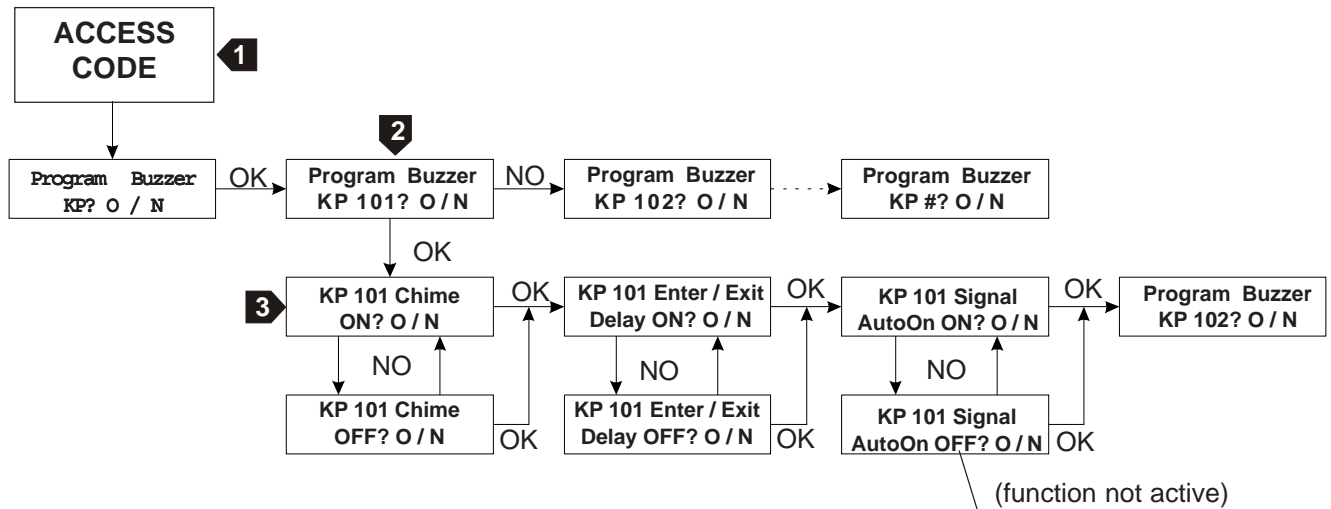 ACCESS
CODE
1
2
Program Buzzer
KP? O / N
OK
Program Buzzer
KP 101? O / N
NO
Program Buzzer
KP 102? O / N
Program Buzzer
KP #? O / N
OK
3
KP 101 Chime
ON? O / N
OK
KP 101 Enter / Exit
Delay ON? O / N
OK
KP 101 Signal
AutoOn ON? O / N
OK
Program Buzzer
KP 102? O / N
NO
NO
NO
KP 101 Chime
OFF? O / N
OK
KP 101 Enter / Exit
Delay OFF? O / N
OK
KP 101 Signal
AutoOn OFF? O / N
OK
(function not active)